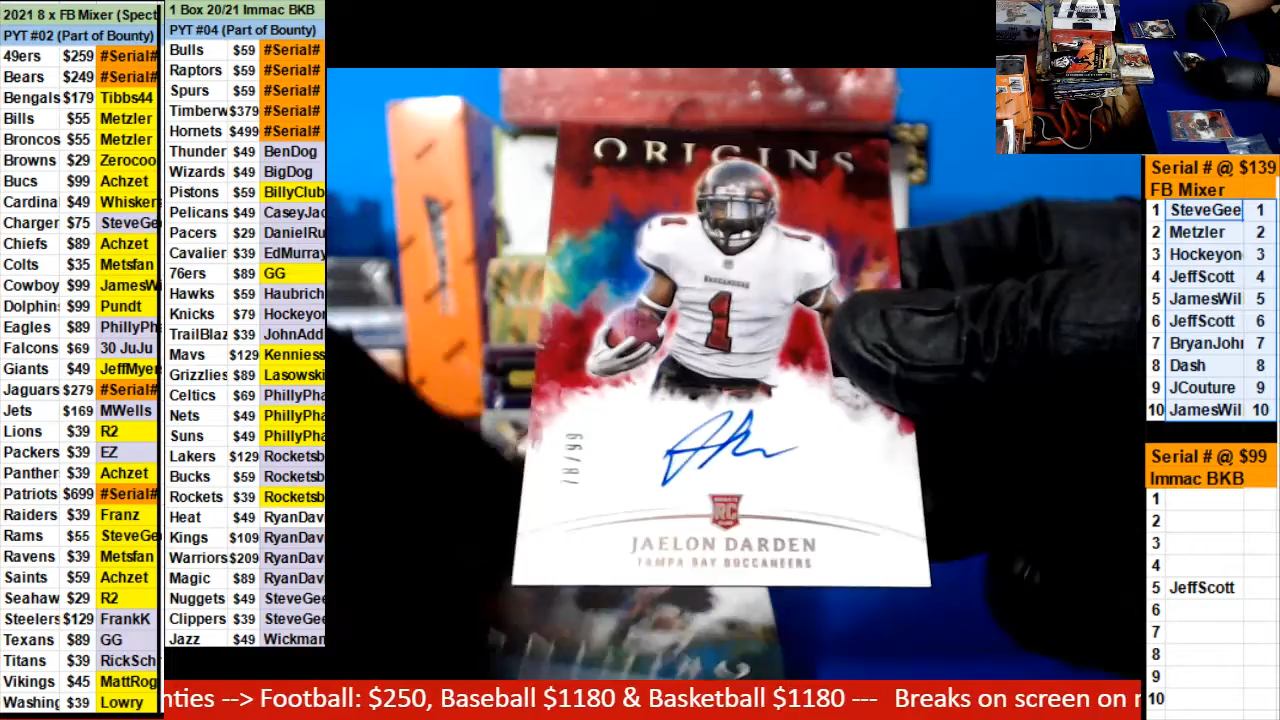 2021 8 x FB Mixer (Spect
PYT #02 (Part of Bounty)
49ers $259 #Serial#
Bears $249 #Serial#
Bengals $179 Tibbs44
Bills $55 Metzler
Broncos $55 Metzler
Browns $29 Zerocoo
Bucs $99 Achzet
Cardina $49 Whisker
Charger $75 SteveGe
Chiefs $89 Achzet
Colts $35 Metsfan
Cowboy $99 JamesWi
Dolphin $99 Pundt
Eagles $89 PhillyPh
Falcons $69 30 JuJu
Giants $49 JeffMyer
Jaguars $279 #Serial#
Jets $169 MWells
Lions $39 R2
Packers $39 EZ
Panther $39 Achzet
Patriots $699 #Serial#
Raiders $39 Franz
Rams $55 SteveGe
Ravens $39 Metsfan
Saints $59 Achzet
Seahaw $29 R2
Steelers $129 FrankK
Texans $89 GG
Titans $39 RickSch
Vikings $45 MattRog
Washing $39 Lowry
1 Box 20/21 Immac BKB
PYT #04 (Part of Bounty)
Bulls $59 #Serial#
Raptors $59 #Serial#
Spurs $59 #Serial#
Timberw $379 #Serial#
Hornets $499 #Serial#
Thunder $49 BenDog
Wizards $49 BigDog
Pistons $59 BillyClub
Pelicans $49 CaseyJac
Pacers $29 DanielRu
Cavalier $39 EdMurray
76ers $89 GG
Hawks $59 Haubrich
Knicks $79 Hockeyor
TrailBlaz $39 JohnAdd
Mavs $129 Kenniess
Grizzlies $89 Lasowski
Celtics $69 PhillyPha
Nets $49 PhillyPha
Suns $49 PhillyPha
Lakers $129 Rocketsb
Bucks $59 Rocketsb
Rockets $39 Rocketsb
Heat $49 RyanDav
Kings $109 RyanDav
Warriors $209 RyanDav
Magic $89 RyanDav
Nuggets $49 SteveGee
Clippers $39 SteveGee
Jazz $49 Wickman
ORIGINS
BUCCANEERS
1
78/99
RC
JAELON DARDEN
TAMPA BAY BUCCANEERS
Serial # @ $139
FB Mixer
1 SteveGee 1
2 Metzler 2
3 Hockeyon 3
4 JeffScott 4
5 JamesWil 5
6 JeffScott 6
7 BryanJohn 7
8 Dash 8
9 JCouture 9
10 JamesWil 10
Serial # @ $99
Immac BKB
1
2
3
4
5 JeffScott
6
7
8
9
10
nties --> Football: $250, Baseball $1180 & Basketball $1180 --- Breaks on screen on r